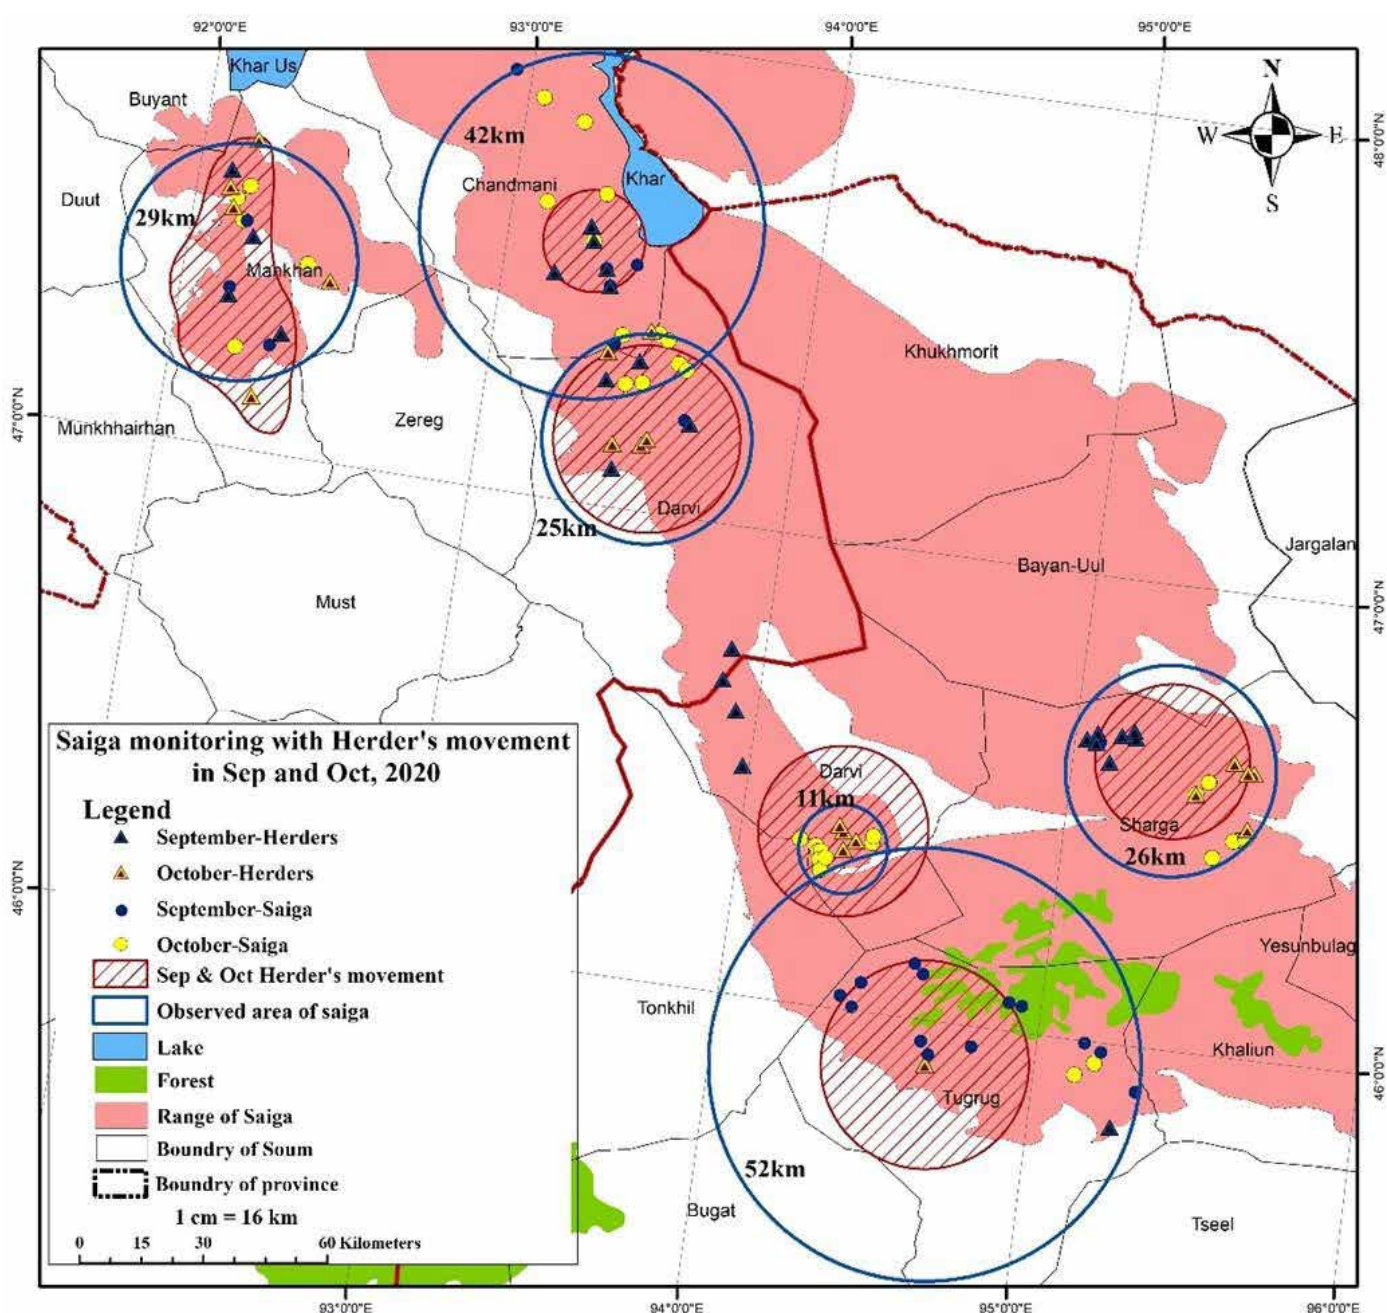 92°0'0"E 93°0'0"E 94°0'0"E 95°0'0"E
Khar Us
Buyant
42km
N
W E
S
48°0'0"N
Chandmani
Khar
Duut
29km
Mankhan
Khukhmorit
47°0'0"N
Zereg
Munkhhairhan
Darvi
25km
Jargalan
Bayan-Uul
Must
47°0'0"N
Saiga monitoring with Herder's movement
in Sep and Oct, 2020
Legend
September-Herders
October-Herders
September-Saiga
October-Saiga
Sep & Oct Herder's movement
Observed area of saiga
Lake
Forest
Range of Saiga
Boundry of Soum
Boundry of province
1 cm = 16 km
0 15 30 60 Kilometers
Darvi
11km
Sharga
26km
46°0'0"N
Yesunbulag
Tonkhil
Khaliun
46°0'0"N
Tugrug
52km
Bugat
Tseel
93°0'0"E 94°0'0"E 95°0'0"E 96°0'0"E